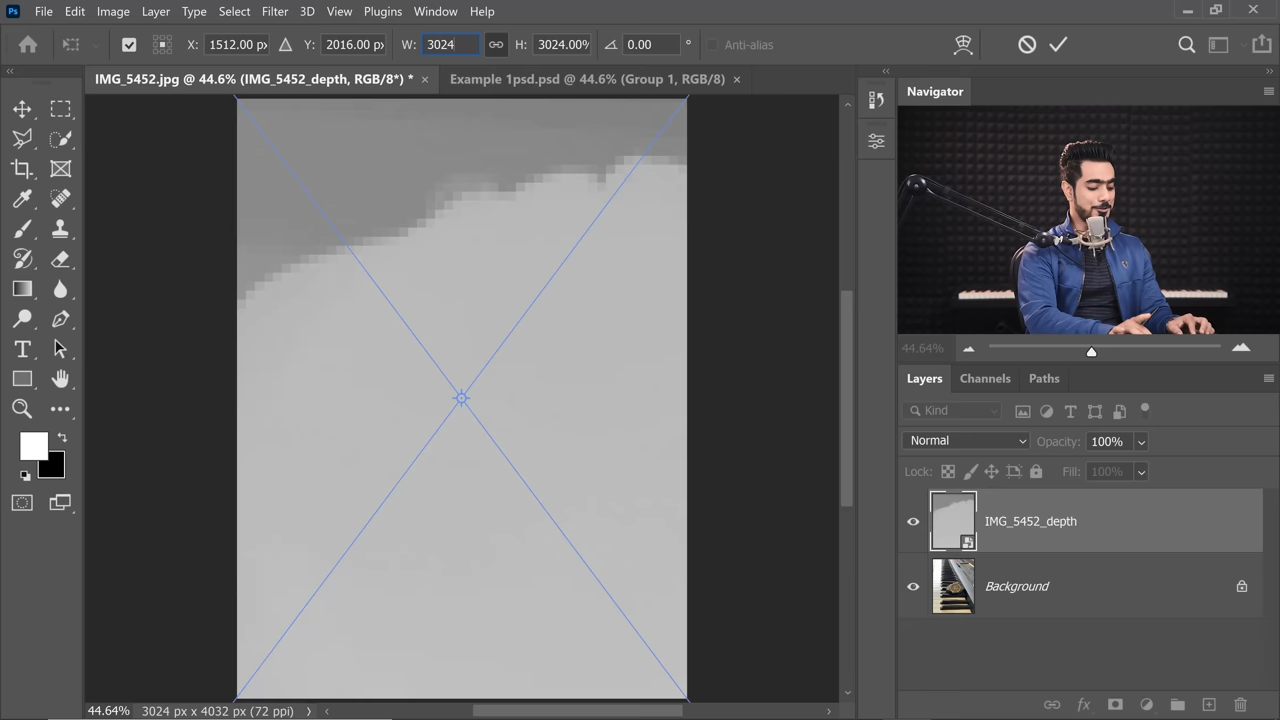 Ps File Edit Image Layer Type Select Filter 3D View Plugins Window Help
X: 1512.00 px Y: 2016.00 px W: 3024 H: 3024.00% 0.00 ° Anti-alias
IMG_5452.jpg @ 44.6% (IMG_5452_depth, RGB/8*) * × Example 1psd.psd @ 44.6% (Group 1, RGB/8) ×
Navigator
44.64%
Layers Channels Paths
Kind
Normal Opacity: 100%
Lock: Fill: 100%
IMG_5452_depth
Background
fx
44.64% 3024 px x 4032 px (72 ppi)